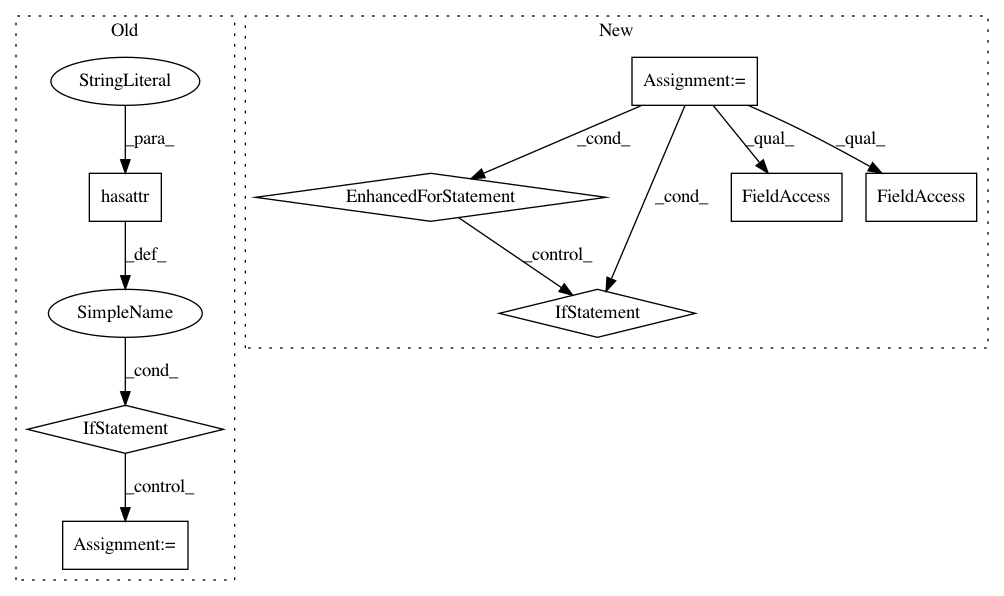 Old
StringLiteral
_para_
hasattr
_def_
SimpleName
_cond_
IfStatement
_control_
Assignment:=
New
Assignment:=
_cond_
_qual_
_qual_
EnhancedForStatement
_cond_
FieldAccess
FieldAccess
_control_
IfStatement